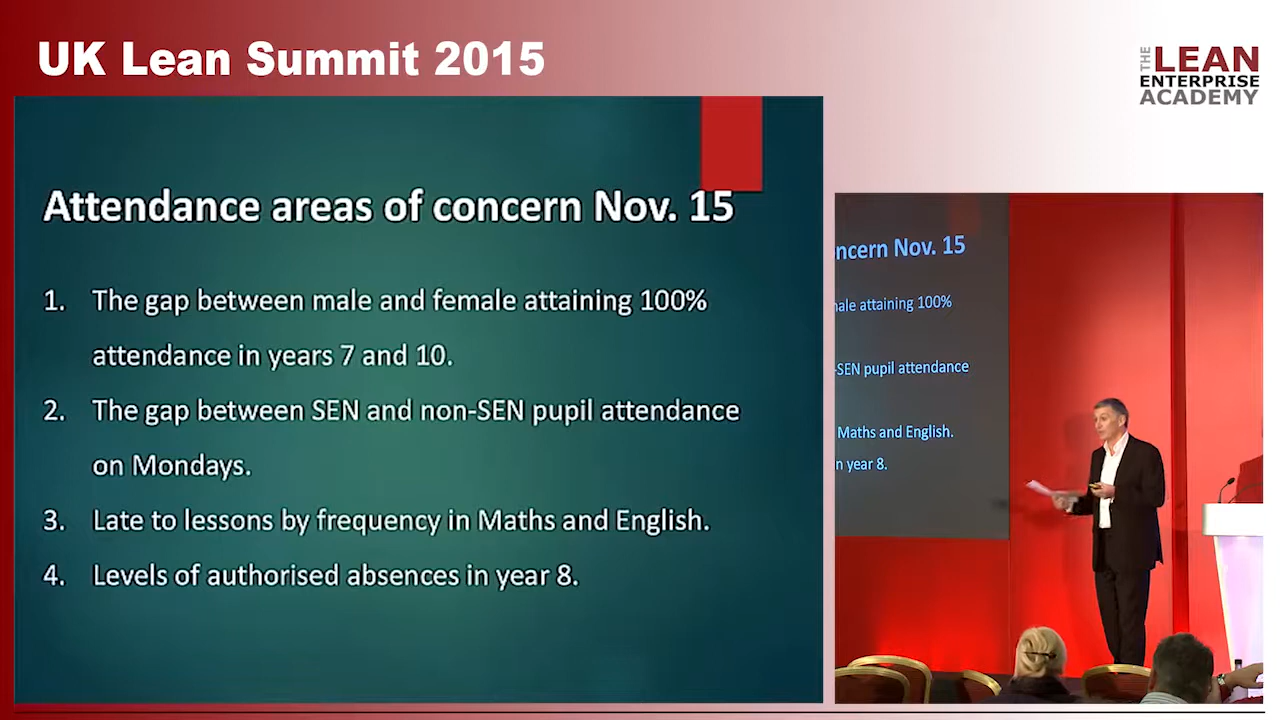 UK Lean Summit 2015
THE LEAN
ENTERPRISE
ACADEMY
Attendance areas of concern Nov. 15
1. The gap between male and female attaining 100%
attendance in years 7 and 10.
2. The gap between SEN and non-SEN pupil attendance
on Mondays.
3. Late to lessons by frequency in Maths and English.
4. Levels of authorised absences in year 8.
ncern Nov. 15
ale attaining 100%
-SEN pupil attendance
Maths and English.
n year 8.